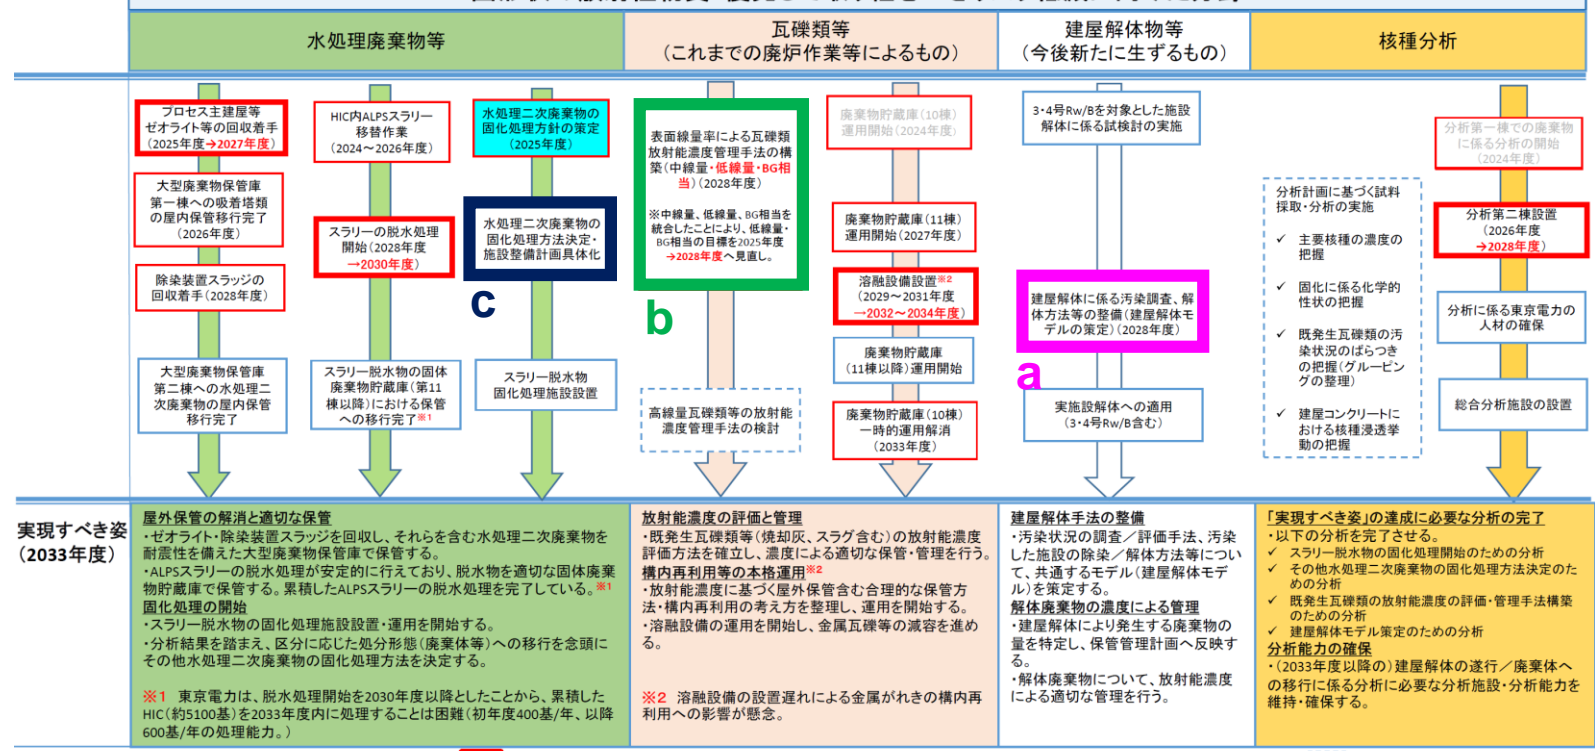 水処理廃棄物等
瓦礫類等
（これまでの廃炉作業等によるもの）
建屋解体物等
（今後新たに生ずるもの）
核種分析
プロセス主建屋等
ゼオライト等の回収着手
（2025年度→2027年度）
大型廃棄物保管庫
第一棟への吸着塔類
の屋内保管移行完了
（2026年度）
除染装置スラッジの
回収着手（2028年度）
大型廃棄物保管庫
第二棟への水処理二
次廃棄物の屋内保管
移行完了
HIC内ALPSスラリー
移替作業
（2024～2026年度）
スラリーの脱水処理
開始（2028年度
→2030年度）
スラリー脱水物の固体
廃棄物貯蔵庫（第11
棟以降）における保管
への移行完了※1
水処理二次廃棄物の
固化処理方針の策定
（2025年度）
水処理二次廃棄物の
固化処理方法決定・
施設整備計画具体化
c
スラリー脱水物
固化処理施設設置
表面線量率による瓦礫類
放射能濃度管理手法の構
築（中線量・低線量・BG相
当）（2028年度）
※中線量、低線量、BG相当を
統合したことにより、低線量・
BG相当の目標を2025年度
→2028年度へ見直し。
b
高線量瓦礫類等の放射能
濃度管理手法の検討
廃棄物貯蔵庫（10棟）
運用開始（2024年度）
廃棄物貯蔵庫（11棟）
運用開始（2027年度）
溶融設備設置※2
（2029～2031年度
→2032～2034年度）
廃棄物貯蔵庫
（11棟以降）運用開始
廃棄物貯蔵庫（10棟）
一時的運用解消
（2033年度）
3・4号Rw/Bを対象とした施設
解体に係る試検討の実施
建屋解体に係る汚染調査、解
体方法等の整備（建屋解体モ
デルの策定）（2028年度）
a
実施設解体への適用
（3・4号Rw/B含む）
分析計画に基づく試料
採取・分析の実施
✓ 主要核種の濃度の
把握
✓ 固化に係る化学的
性状の把握
✓ 既発生瓦礫類の汚
染状況のばらつき
の把握（グルーピン
グの整理）
✓ 建屋コンクリートに
おける核種浸透挙
動の把握
分析第一棟での廃棄物
に係る分析の開始
（2024年度）
分析第二棟設置
（2026年度
→2028年度）
分析に係る東京電力の
人材の確保
総合分析施設の設置
実現すべき姿
（2033年度）
屋外保管の解消と適切な保管
・ゼオライト・除染装置スラッジを回収し、それらを含む水処理二次廃棄物を
耐震性を備えた大型廃棄物保管庫で保管する。
・ALPSスラリーの脱水処理が安定的に行えており、脱水物を適切な固体廃棄
物貯蔵庫で保管する。累積したALPSスラリーの脱水処理を完了している。※1
固化処理の開始
・スラリー脱水物の固化処理施設設置・運用を開始する。
・分析結果を踏まえ、区分に応じた処分形態（廃棄体等）への移行を念頭に
その他水処理二次廃棄物の固化処理方法を決定する。
※1 東京電力は、脱水処理開始を2030年度以降としたことから、累積した
HIC（約5100基）を2033年度内に処理することは困難（初年度400基/年、以降
600基/年の処理能力。）
放射能濃度の評価と管理
・既発生瓦礫類等（焼却灰、スラグ含む）の放射能濃度
評価方法を確立し、濃度による適切な保管・管理を行う。
構内再利用等の本格運用※2
・放射能濃度に基づく屋外保管含む合理的な保管方
法・構内再利用の考え方を整理し、運用を開始する。
・溶融設備の運用を開始し、金属瓦礫等の減容を進め
る。
※2 溶融設備の設置遅れによる金属がれきの構内再
利用への影響が懸念。
建屋解体手法の整備
・汚染状況の調査／評価手法、汚染
した施設の除染／解体方法等につい
て、共通するモデル（建屋解体モデ
ル）を策定する。
解体廃棄物の濃度による管理
・建屋解体により発生する廃棄物の
量を特定し、保管管理計画へ反映す
る。
・解体廃棄物について、放射能濃度
による適切な管理を行う。
「実現すべき姿」の達成に必要な分析の完了
・以下の分析を完了させる。
✓ スラリー脱水物の固化処理開始のための分析
✓ その他水処理二次廃棄物の固化処理方法決定のた
めの分析
✓ 既発生瓦礫類の放射能濃度の評価・管理手法構築
のための分析
✓ 建屋解体モデル策定のための分析
分析能力の確保
・（2033年度以降の）建屋解体の遂行／廃棄体へ
の移行に係る分析に必要な分析施設・分析能力を
維持・確保する。